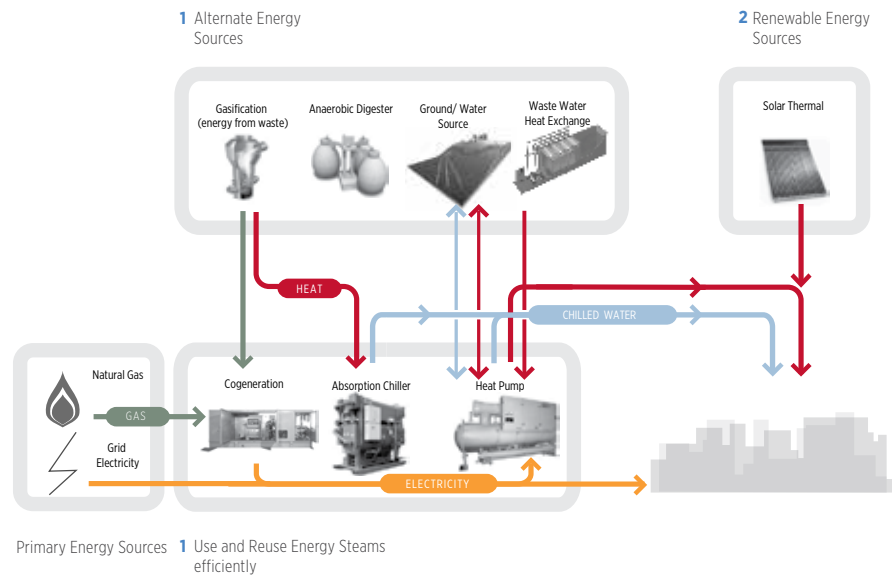 1 Alternate Energy
Sources
2 Renewable Energy
Sources
Gasification
(energy from waste)
Anaerobic Digester
Ground/ Water
Source
Waste Water
Heat Exchange
Solar Thermal
HEAT
CHILLED WATER
Natural Gas
Cogeneration
Absorption Chiller
Heat Pump
GAS
Grid
Electricity
ELECTRICITY
Primary Energy Sources
1 Use and Reuse Energy Steams
efficiently